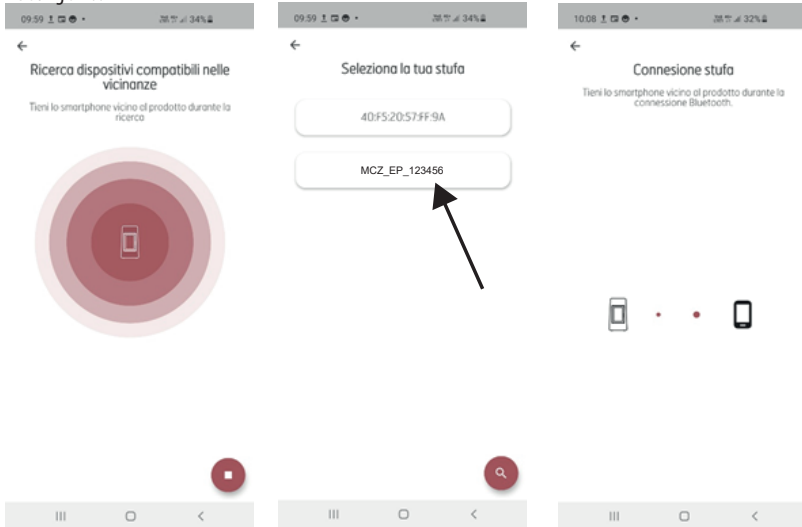 09:59
34%
Ricerca dispositivi compatibili nelle
vicinanze
Tieni lo smartphone vicino al prodotto durante la
ricerca
09:59
34%
Seleziona la tua stufa
40:F5:20:57:FF:9A
MCZ_EP_123456
10:08
32%
Connesione stufa
Tieni lo smartphone vicino al prodotto durante la
connessione Bluetooth.